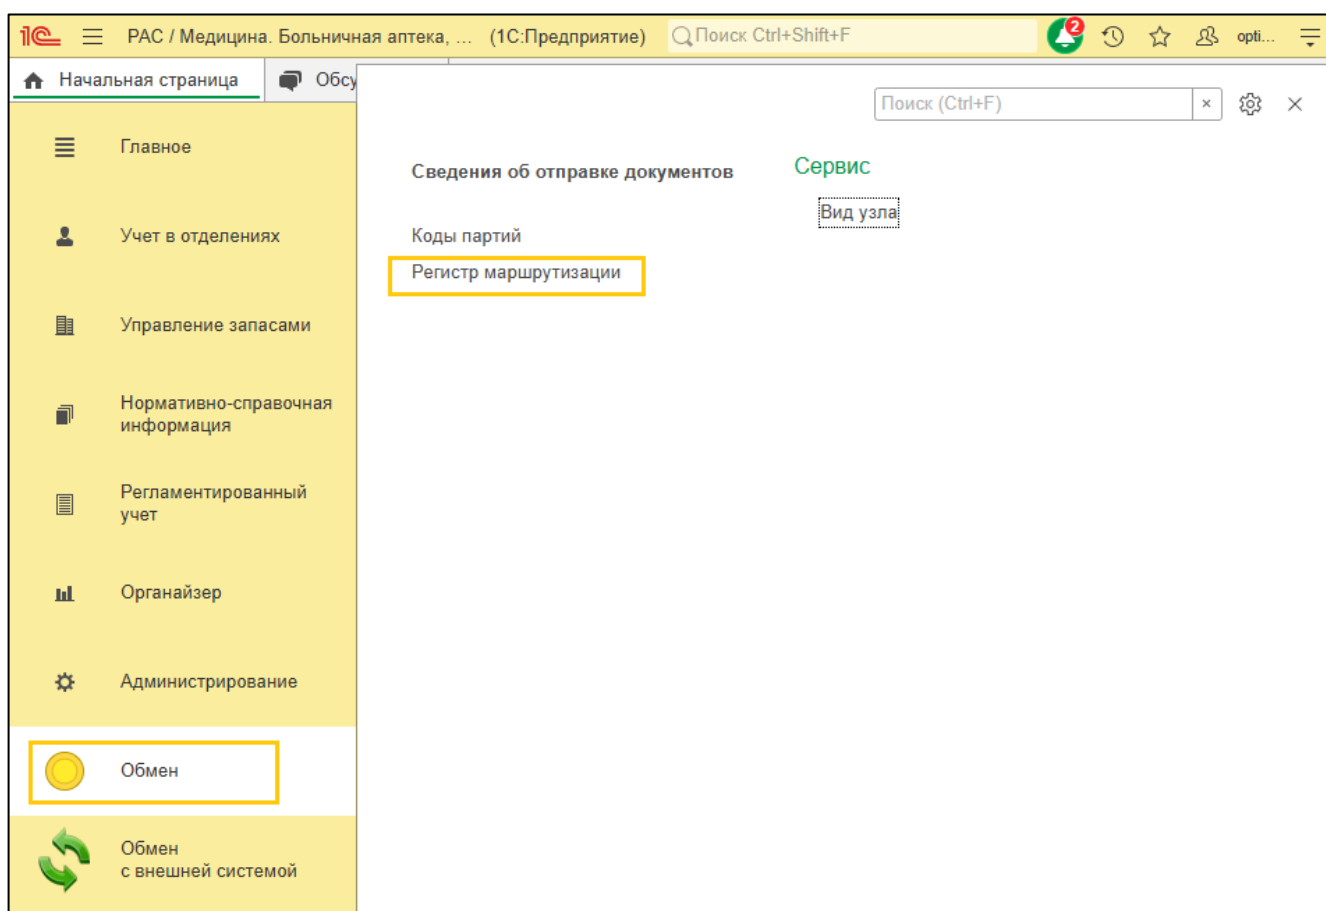 1С РАС / Медицина. Больничная аптека, ... (1С:Предприятие) Поиск Ctrl+Shift+F 2 opti...
Начальная страница Обсу
Поиск (Ctrl+F) ×
Главное
Учет в отделениях
Управление запасами
Нормативно-справочная
информация
Регламентированный
учет
Органайзер
Администрирование
Обмен
Обмен
с внешней системой
Сведения об отправке документов
Коды партий
Регистр маршрутизации
Сервис
Вид узла